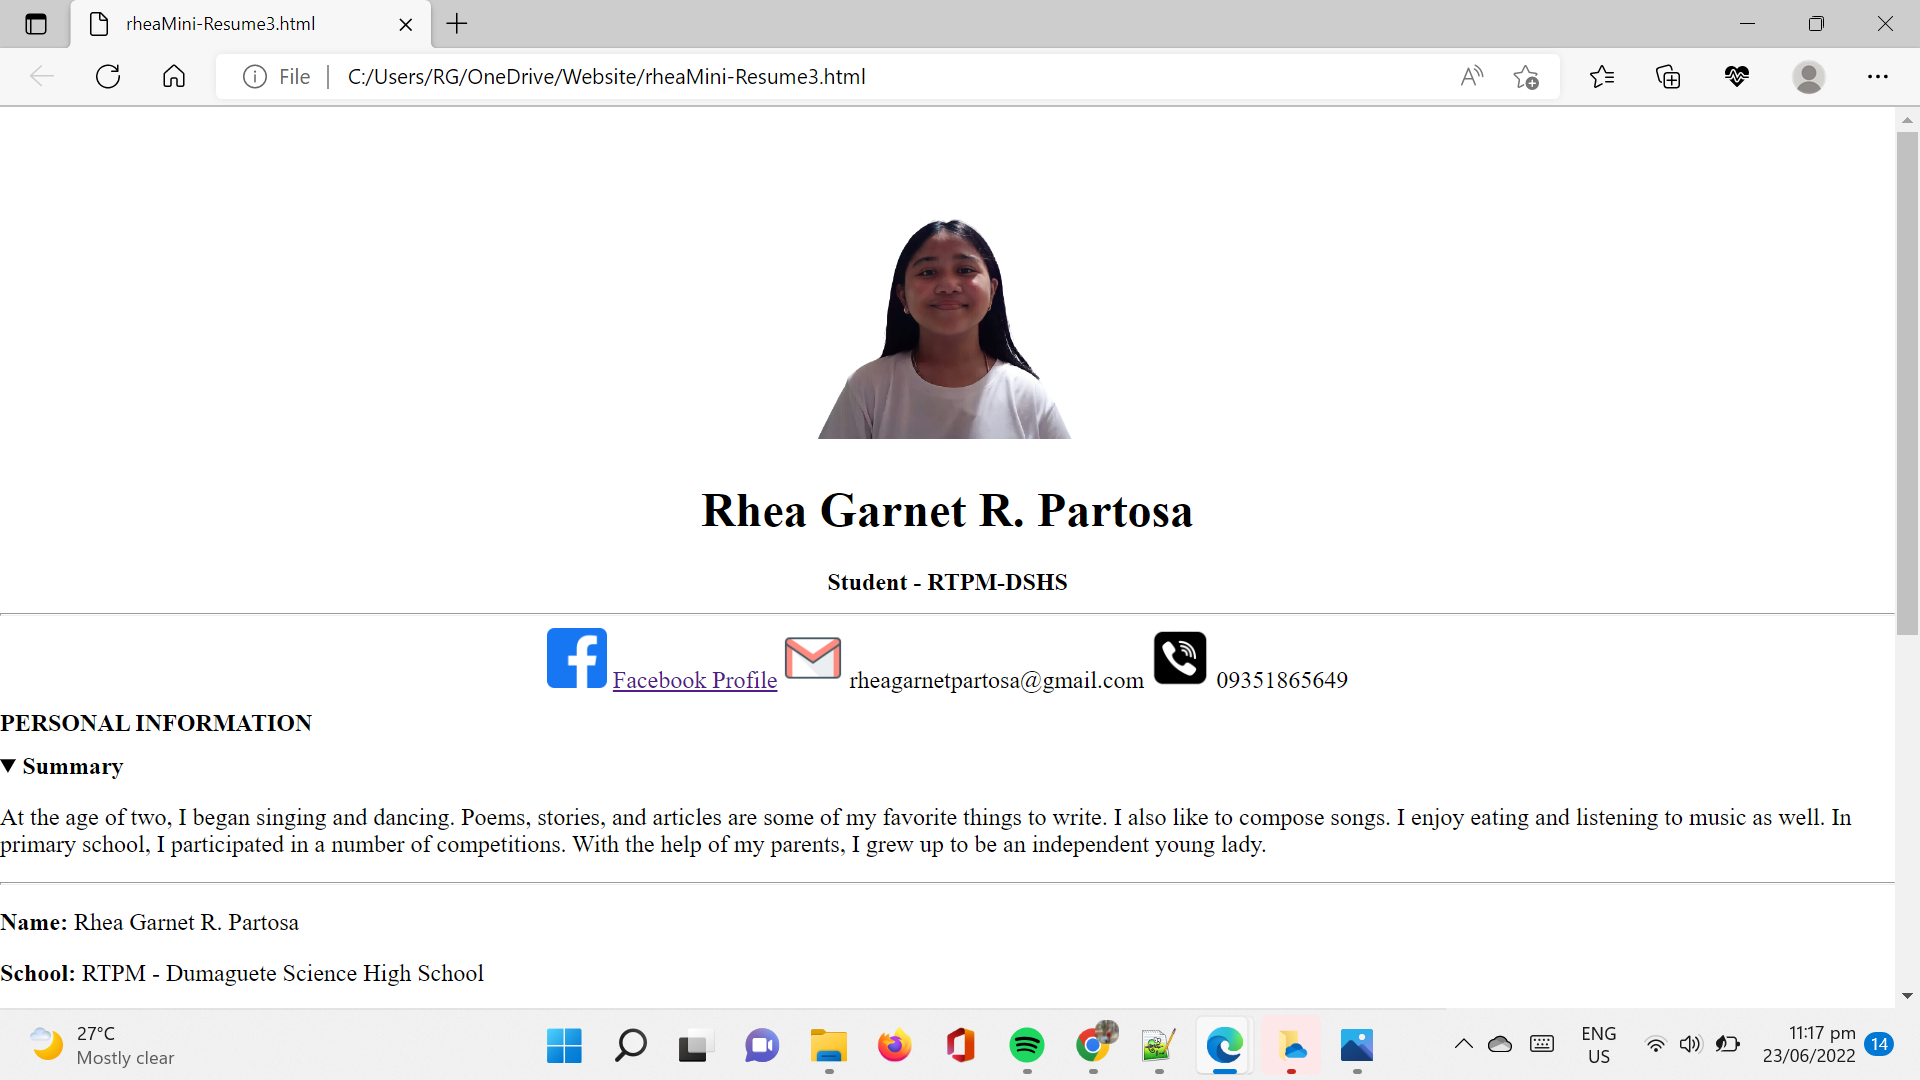 rheaMini-Resume3.html
File
C:/Users/RG/OneDrive/Website/rheaMini-Resume3.html
Rhea Garnet R. Partosa
Student - RTPM-DSHS
Facebook Profile rheagarnetpartosa@gmail.com 09351865649
PERSONAL INFORMATION
Summary
At the age of two, I began singing and dancing. Poems, stories, and articles are some of my favorite things to write. I also like to compose songs. I enjoy eating and listening to music as well. In
primary school, I participated in a number of competitions. With the help of my parents, I grew up to be an independent young lady.
Name: Rhea Garnet R. Partosa
School: RTPM - Dumaguete Science High School
27°C
Mostly clear
ENG
US
11:17 pm
23/06/2022
14